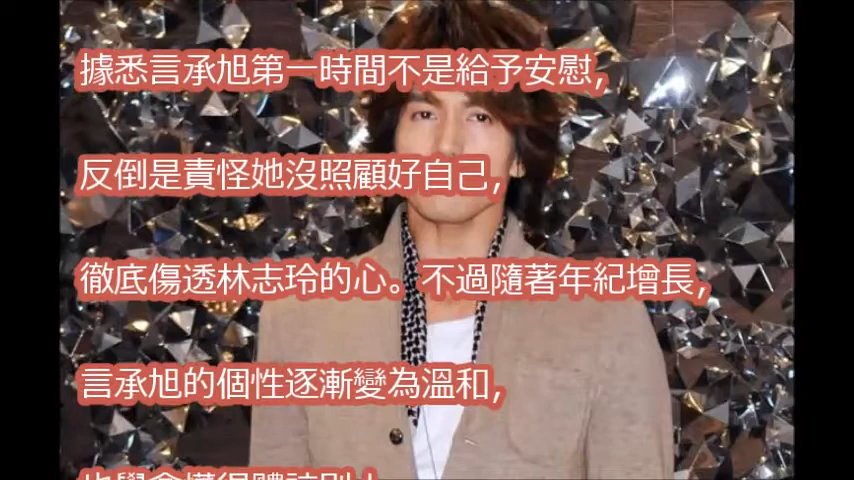 據悉言承旭第一時間不是給予安慰,
反倒是責怪她沒照顧好自己,
徹底傷透林志玲的心。不過隨著年紀增長,
言承旭的個性逐漸變為溫和,